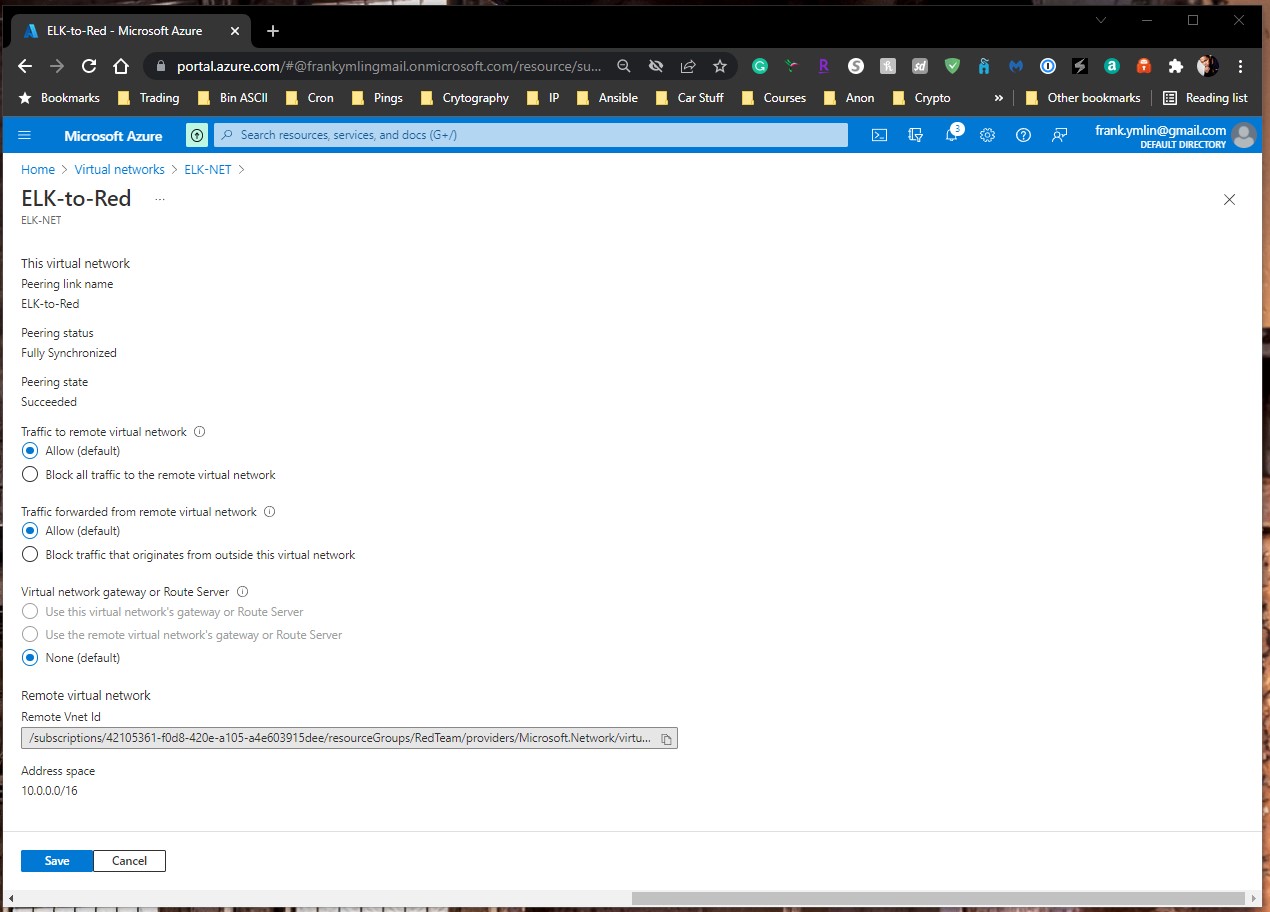 ELK-to-Red - Microsoft Azure
portal.azure.com/#@frankymlingmail.onmicrosoft.com/resource/su...
Bookmarks Trading Bin ASCII Cron Pings Crytography IP Ansible Car Stuff Courses Anon Crypto » Other bookmarks Reading list
Microsoft Azure Search resources, services, and docs (G+/) 3 frank.ymlin@gmail.com
DEFAULT DIRECTORY
Home > Virtual networks > ELK-NET >
ELK-to-Red ...
ELK-NET
This virtual network
Peering link name
ELK-to-Red
Peering status
Fully Synchronized
Peering state
Succeeded
Traffic to remote virtual network
Allow (default)
Block all traffic to the remote virtual network
Traffic forwarded from remote virtual network
Allow (default)
Block traffic that originates from outside this virtual network
Virtual network gateway or Route Server
Use this virtual network's gateway or Route Server
Use the remote virtual network's gateway or Route Server
None (default)
Remote virtual network
Remote Vnet Id
/subscriptions/42105361-f0d8-420e-a105-a4e603915dee/resourceGroups/RedTeam/providers/Microsoft.Network/virtu...
Address space
10.0.0.0/16
Save Cancel